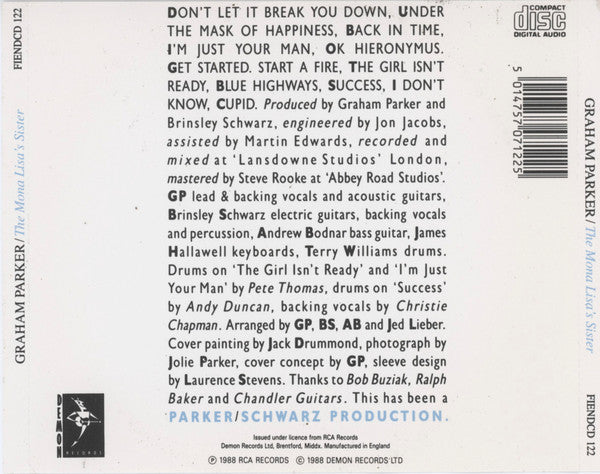 DON'T LET IT BREAK YOU DOWN, UNDER
THE MASK OF HAPPINESS, BACK IN TIME,
I'M JUST YOUR MAN, OK HIERONYMUS.
GET STARTED. START A FIRE, THE GIRL ISN'T
READY, BLUE HIGHWAYS, SUCCESS, I DON'T
KNOW, CUPID. Produced by Graham Parker and
Brinsley Schwarz, engineered by Jon Jacobs,
assisted by Martin Edwards, recorded and
mixed at 'Lansdowne Studios' London,
mastered by Steve Rooke at 'Abbey Road Studios'.
GP lead & backing vocals and acoustic guitars,
Brinsley Schwarz electric guitars, backing vocals
and percussion, Andrew Bodnar bass guitar, James
Hallawell keyboards, Terry Williams drums.
Drums on 'The Girl Isn't Ready' and 'I'm Just
Your Man' by Pete Thomas, drums on 'Success'
by Andy Duncan, backing vocals by Christie
Chapman. Arranged by GP, BS, AB and Jed Lieber.
Cover painting by Jack Drummond, photograph by
Jolie Parker, cover concept by GP, sleeve design
by Laurence Stevens. Thanks to Bob Buziak, Ralph
Baker and Chandler Guitars. This has been a
PARKER/SCHWARZ PRODUCTION.
Issued under licence from RCA Records
Demon Records Ltd, Brentford, Middx. Manufactured in England
Ⓟ 1988 RCA RECORDS © 1988 DEMON RECORDS LTD
GRAHAM PARKER/The Mona Lisa's Sister
FIENDCD 122
DEMON
RECORDS
COMPACT
disc
DIGITAL AUDIO
5 014757 071225
GRAHAM PARKER/The Mona Lisa's Sister
FIENDCD 122